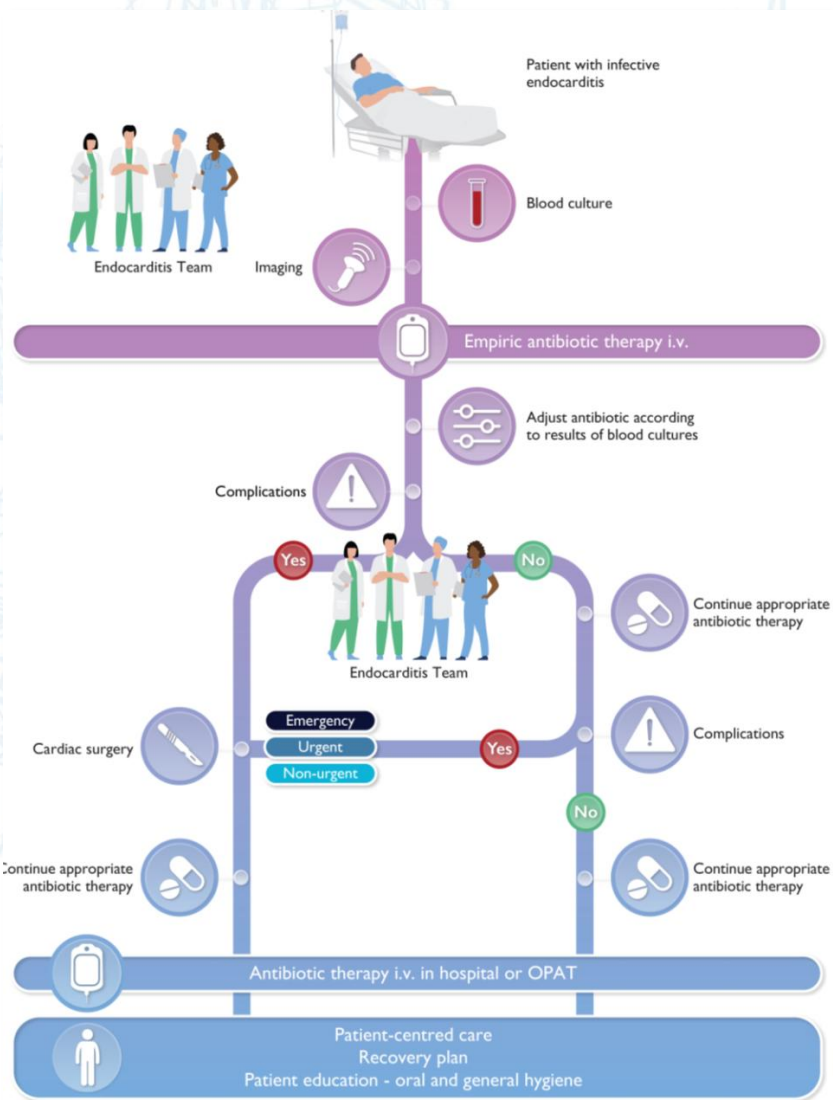 Patient with infective
endocarditis
Blood culture
Endocarditis Team
Imaging
Empiric antibiotic therapy i.v.
Adjust antibiotic according
to results of blood cultures
Complications
Yes
No
Continue appropriate
antibiotic therapy
Endocarditis Team
Emergency
Urgent
Non-urgent
Cardiac surgery
Yes
Complications
No
Continue appropriate
antibiotic therapy
Continue appropriate
antibiotic therapy
Antibiotic therapy i.v. in hospital or OPAT
Patient-centred care
Recovery plan
Patient education - oral and general hygiene